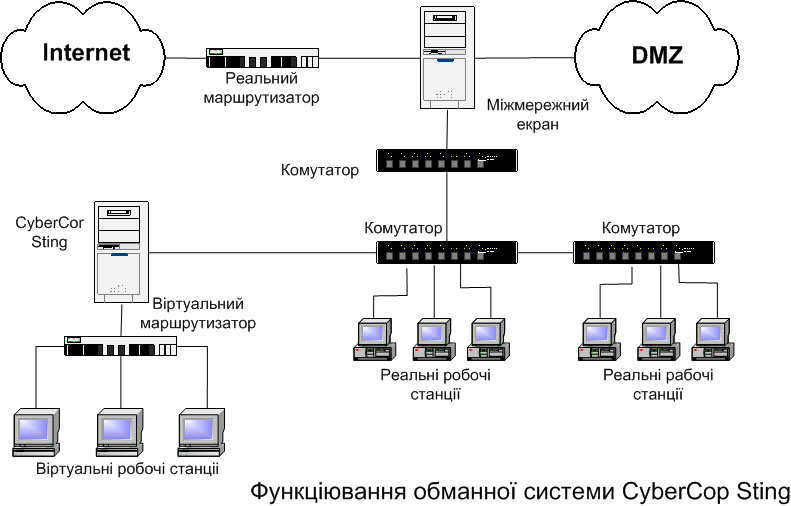 Internet
Реальний
маршрутизатор
DMZ
Міжмережний
екран
Комутатор
CyberCor
Sting
Комутатор
Комутатор
Віртуальний
маршрутизатор
Реальні робочі
станції
Реальні рабочі
станції
Віртуальні робочі станції
Функціювання обманної системи CyberCop Sting